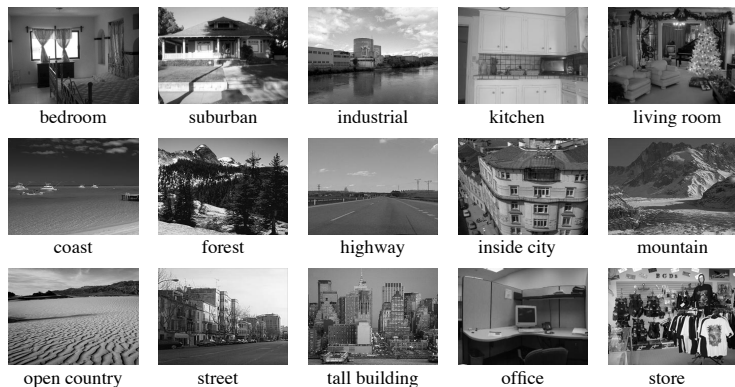 bedroom
suburban
industrial
kitchen
living room
coast
forest
highway
inside city
mountain
open country
street
tall building
office
store